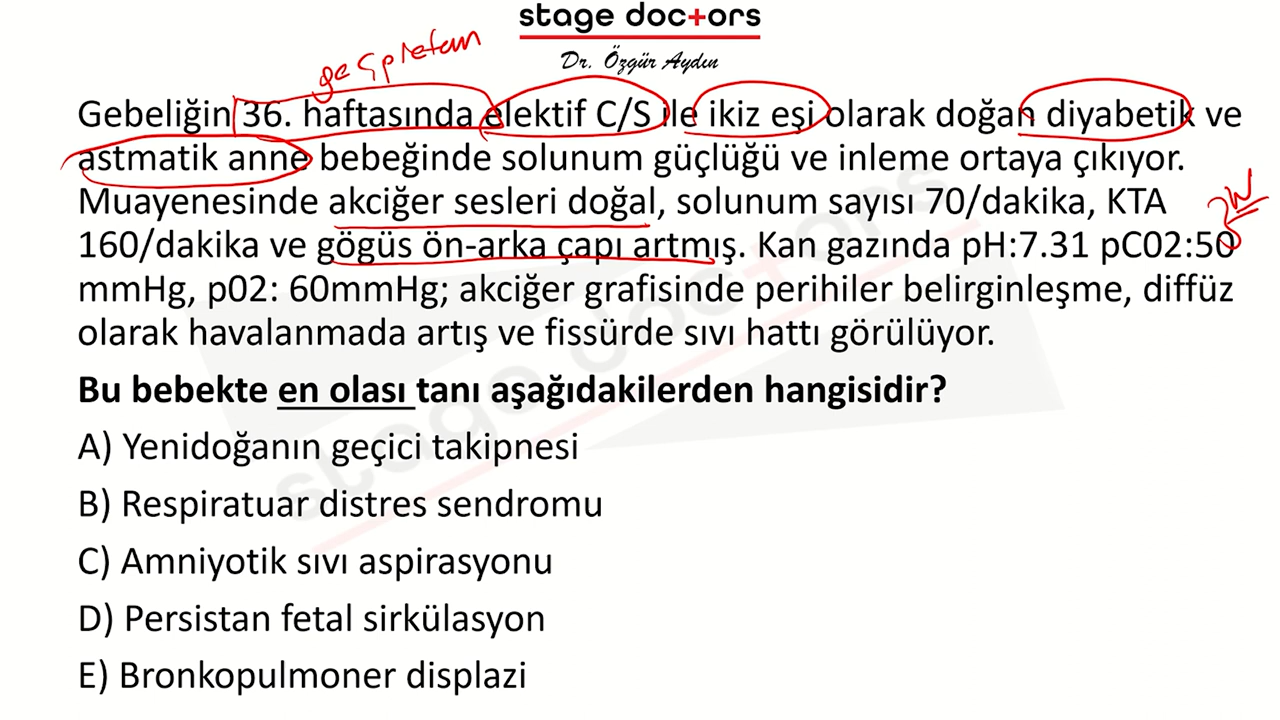 stage doctors
Dr. Özgür Aydın
geç preterm
Gebeliğin 36. haftasında elektif C/S ile ikiz eşi olarak doğan diyabetik ve
astmatik anne bebeğinde solunum güçlüğü ve inleme ortaya çıkıyor.
Muayenesinde akciğer sesleri doğal, solunum sayısı 70/dakika, KTA
160/dakika ve gögüs ön-arka çapı artmış. Kan gazında pH:7.31 pC02:50
mmHg, p02: 60mmHg; akciğer grafisinde perihiler belirginleşme, diffüz
olarak havalanmada artış ve fissürde sıvı hattı görülüyor.
Bu bebekte en olası tanı aşağıdakilerden hangisidir?
A) Yenidoğanın geçici takipnesi
B) Respiratuar distres sendromu
C) Amniyotik sıvı aspirasyonu
D) Persistan fetal sirkülasyon
E) Bronkopulmoner displazi
stage doctors